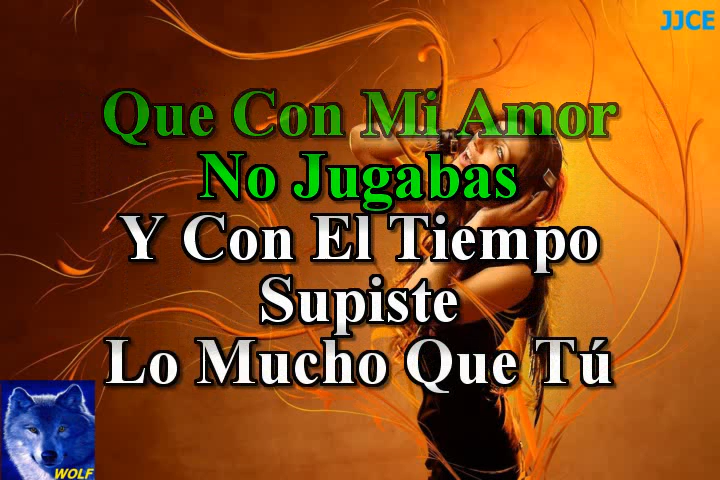 JJCE
Que Con Mi Amor
No Jugabas
Y Con El Tiempo
Supiste
Lo Mucho Que Tú
WOLF